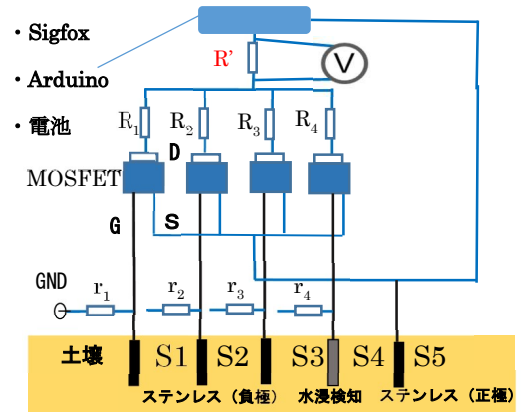 ・Sigfox
・Arduino
・電池
R'
V
R1 R2 R3 R4
D
MOSFET
G S
GND r1 r2 r3 r4
土壌 S1 S2 S3 S4 S5
ステンレス（負極） 水浸検知 ステンレス（正極）